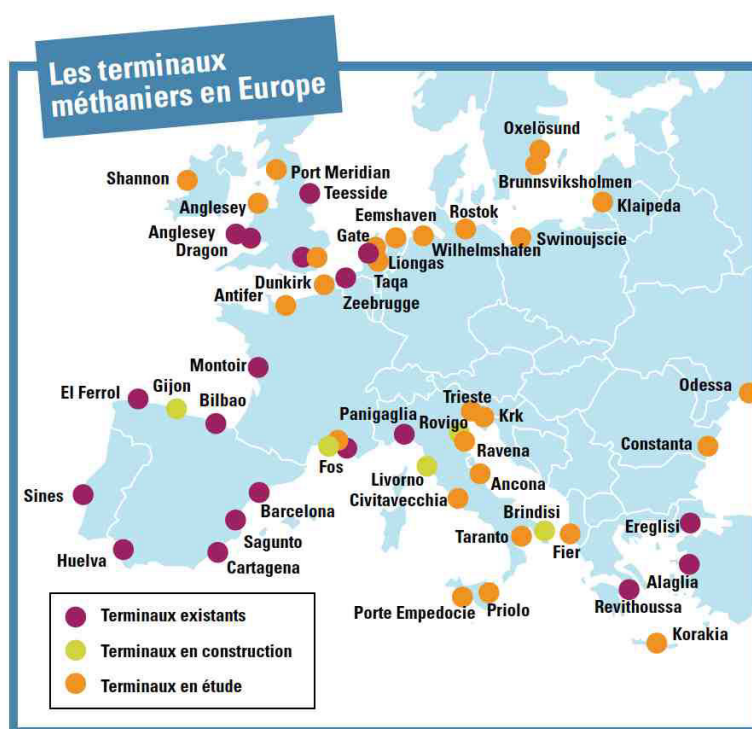 Les terminaux
méthaniers en Europe
Oxelösund
Brunnsviksholmen
Shannon
Port Meridian
Teesside
Klaipeda
Anglesey
Eemshaven
Rostok
Anglesey
Dragon
Gate
Wilhelmshafen
Swinoujscie
Liongas
Dunkirk
Taqa
Antifer
Zeebrugge
Montoir
El Ferrol
Gijon
Bilbao
Trieste
Odessa
Panigaglia
Rovigo
Krk
Fos
Ravena
Constanta
Livorno
Ancona
Sines
Civitavecchia
Barcelona
Brindisi
Ereglisi
Sagunto
Taranto
Fier
Huelva
Cartagena
Alaglia
Revithoussa
Porte Empedocie
Priolo
Korakia
Terminaux existants
Terminaux en construction
Terminaux en étude